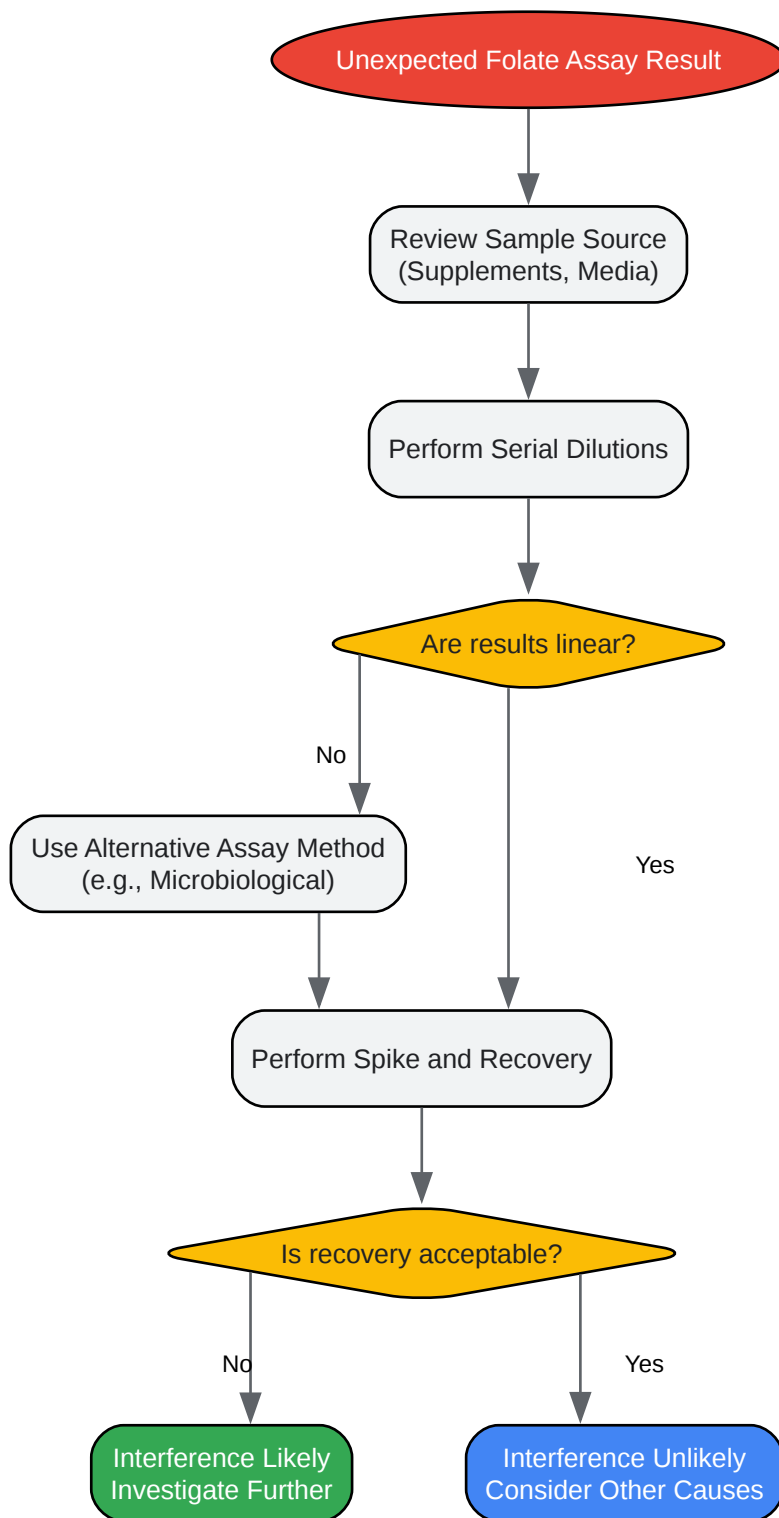 Unexpected Folate Assay Result
Review Sample Source
(Supplements, Media)
Perform Serial Dilutions
Are results linear?
No
Use Alternative Assay Method
(e.g., Microbiological)
Yes
Perform Spike and Recovery
Is recovery acceptable?
No
Yes
Interference Likely
Investigate Further
Interference Unlikely
Consider Other Causes